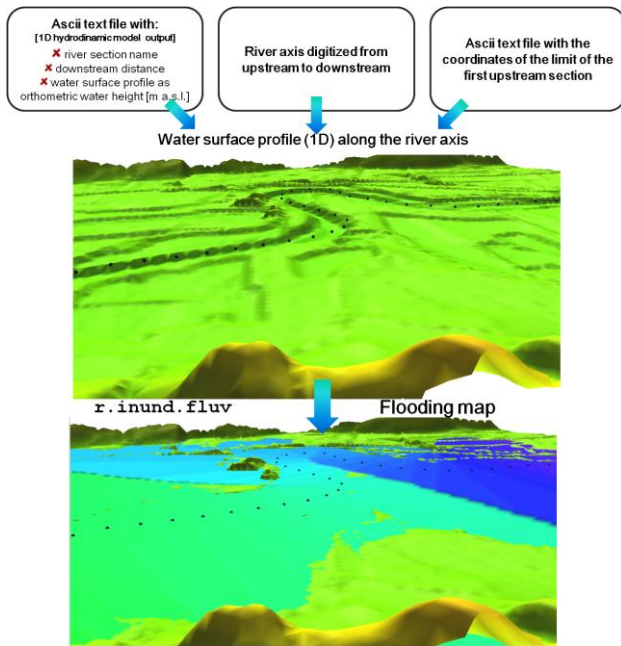 Ascii text file with:
[1D hydrodinamic model output]
✘ river section name
✘ downstream distance
✘ water surface profile as
orthometric water height [m a.s.l.]
River axis digitized from
upstream to downstream
Ascii text file with the
coordinates of the limit of the
first upstream section
Water surface profile (1D) along the river axis
r.inund.fluv
Flooding map